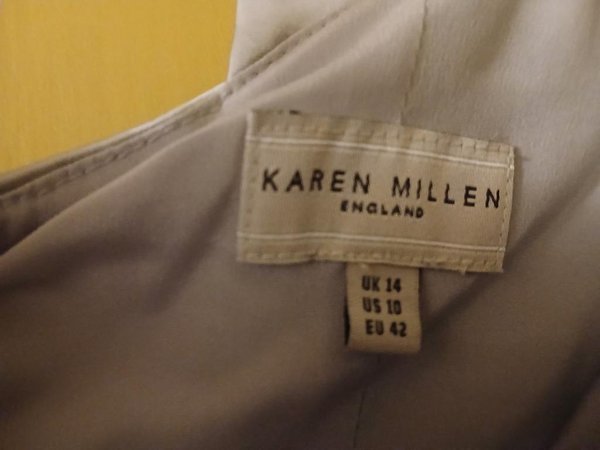 KAREN MILLEN
ENGLAND
UK 14
US 10
EU 42